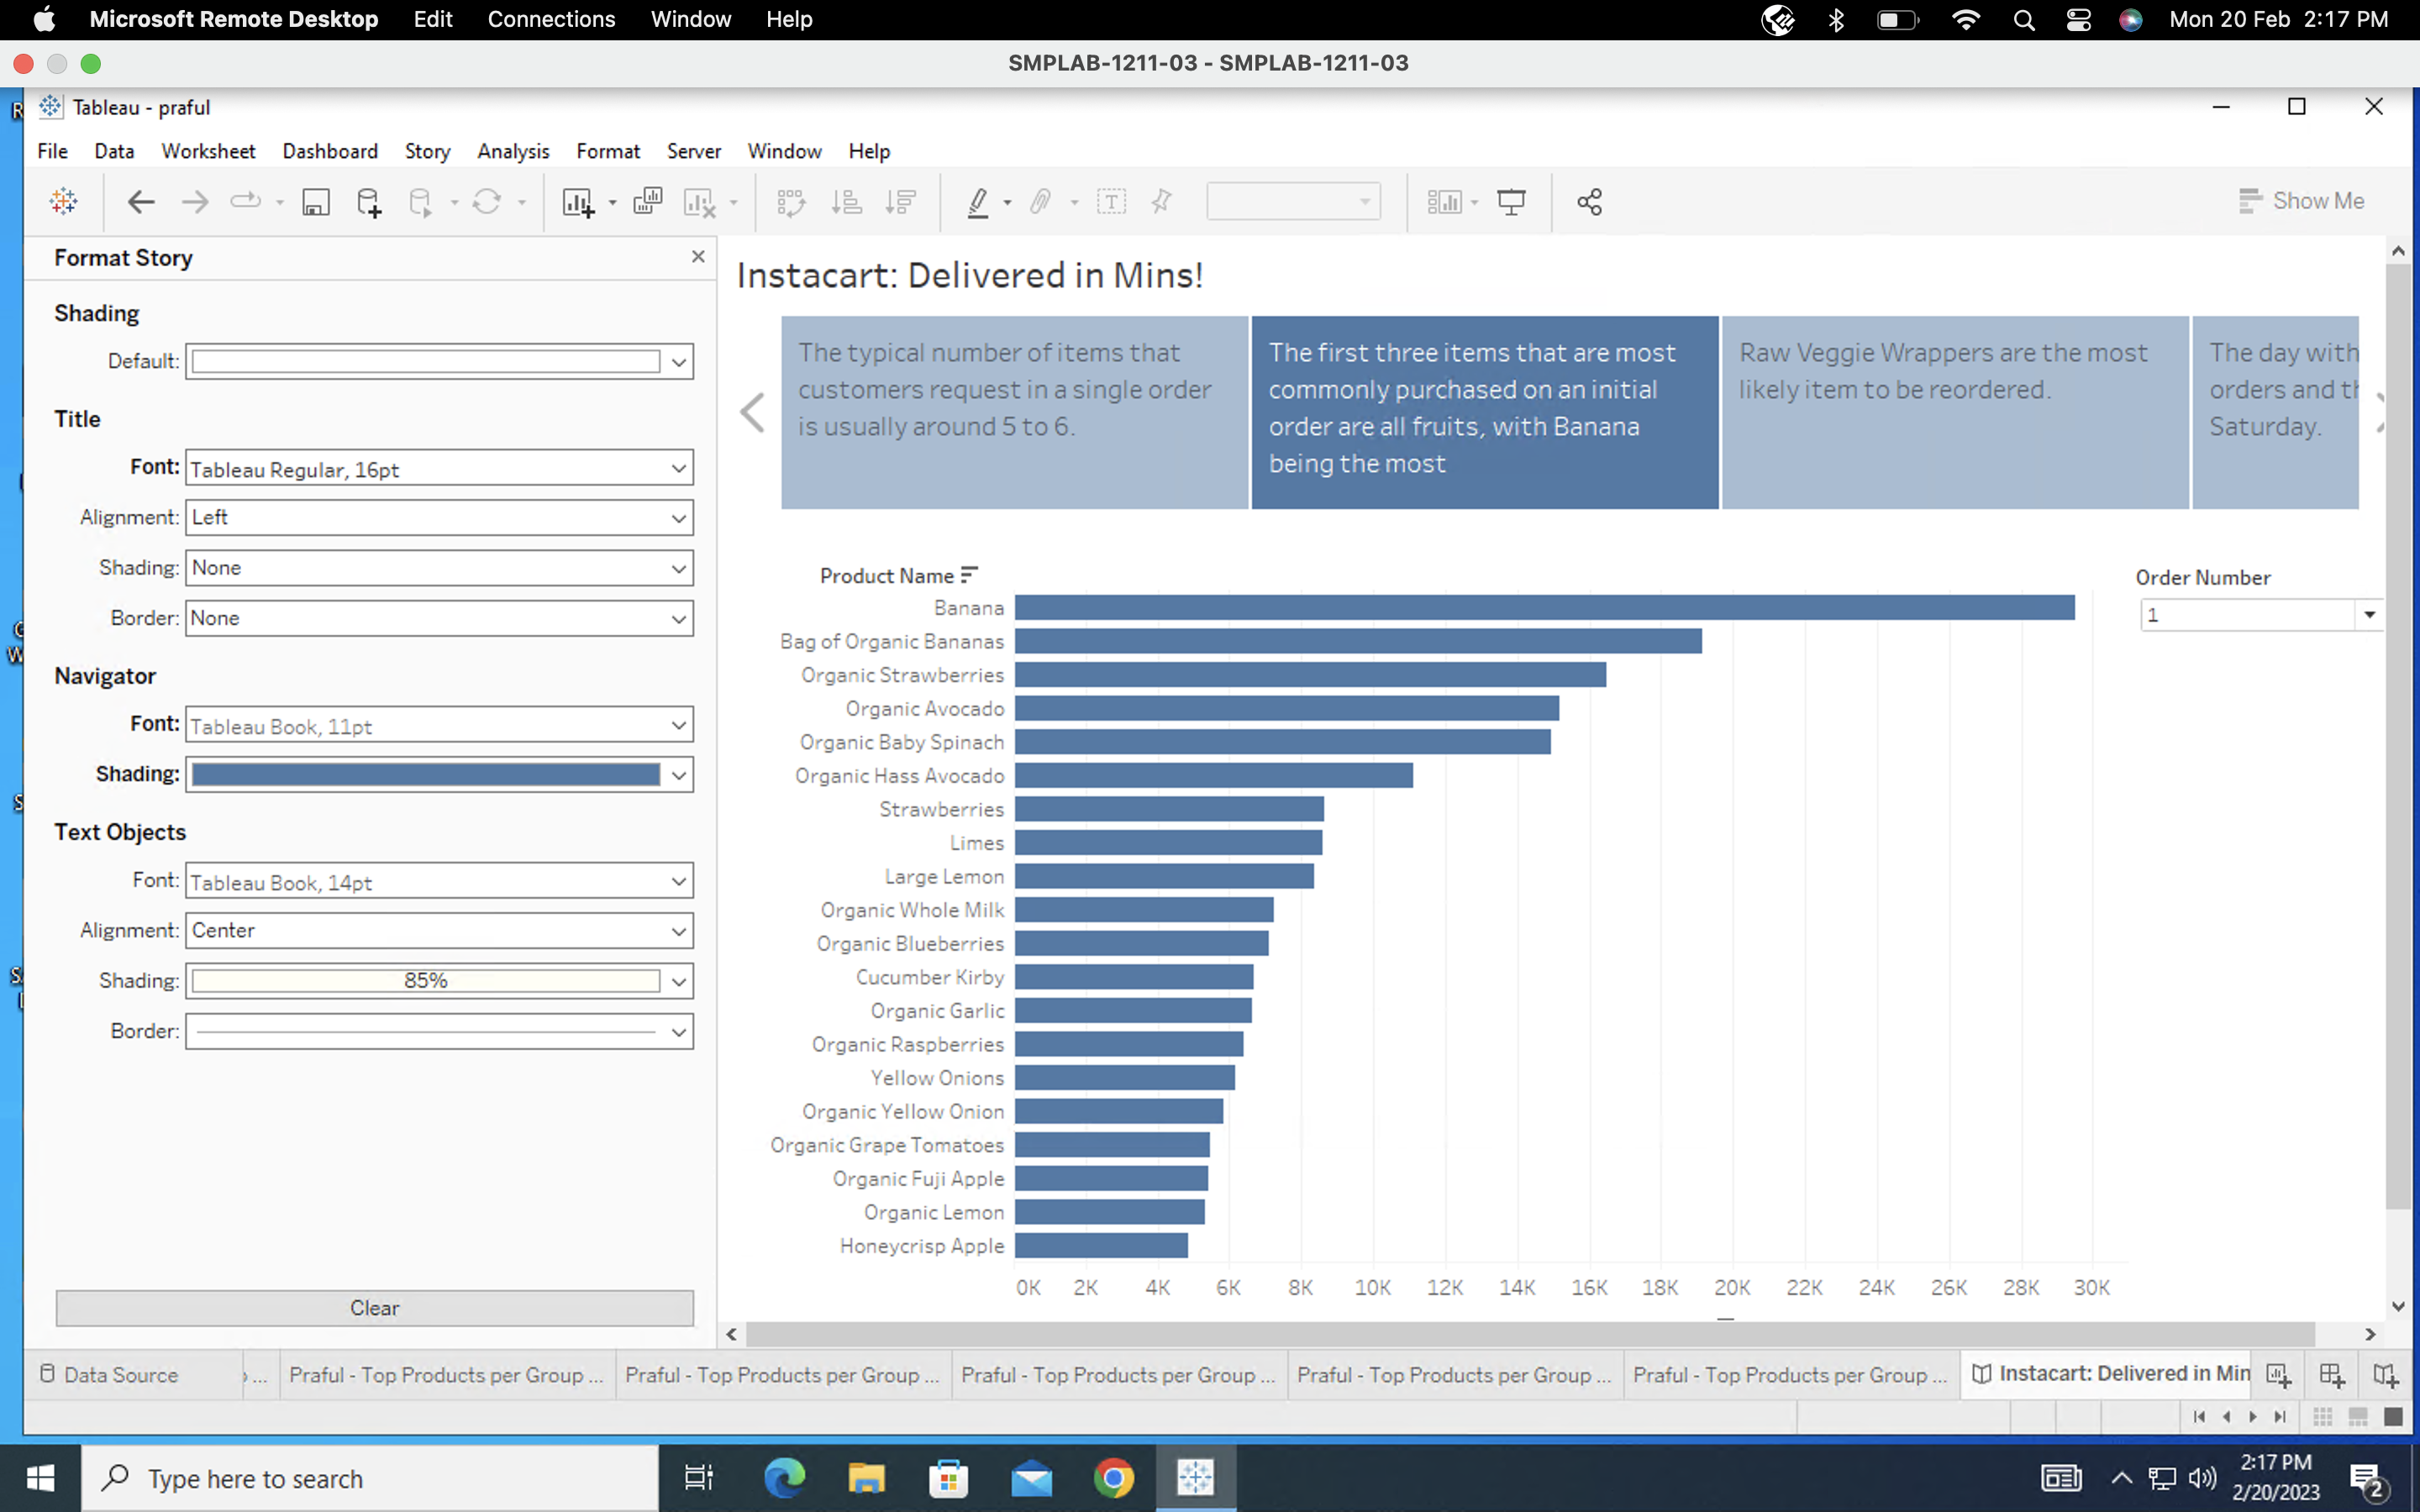 Microsoft Remote Desktop Edit Connections Window Help Mon 20 Feb 2:17 PM
SMPLAB-1211-03 - SMPLAB-1211-03
Tableau - praful
File Data Worksheet Dashboard Story Analysis Format Server Window Help
Show Me
Format Story
Shading
Default:
Title
Font: Tableau Regular, 16pt
Alignment: Left
Shading: None
Border: None
Navigator
Font: Tableau Book, 11pt
Shading:
Text Objects
Font: Tableau Book, 14pt
Alignment: Center
Shading: 85%
Border:
Clear
Instacart: Delivered in Mins!
The typical number of items that
customers request in a single order
is usually around 5 to 6.
The first three items that are most
commonly purchased on an initial
order are all fruits, with Banana
being the most
Raw Veggie Wrappers are the most
likely item to be reordered.
The day with
orders and th
Saturday.
Product Name
Banana
Bag of Organic Bananas
Organic Strawberries
Organic Avocado
Organic Baby Spinach
Organic Hass Avocado
Strawberries
Limes
Large Lemon
Organic Whole Milk
Organic Blueberries
Cucumber Kirby
Organic Garlic
Organic Raspberries
Yellow Onions
Organic Yellow Onion
Organic Grape Tomatoes
Organic Fuji Apple
Organic Lemon
Honeycrisp Apple
0K 2K 4K 6K 8K 10K 12K 14K 16K 18K 20K 22K 24K 26K 28K 30K
Order Number
1
Data Source ... Praful - Top Products per Group ... Praful - Top Products per Group ... Praful - Top Products per Group ... Praful - Top Products per Group ... Praful - Top Products per Group ... Instacart: Delivered in Min
Type here to search
2:17 PM
2/20/2023
2